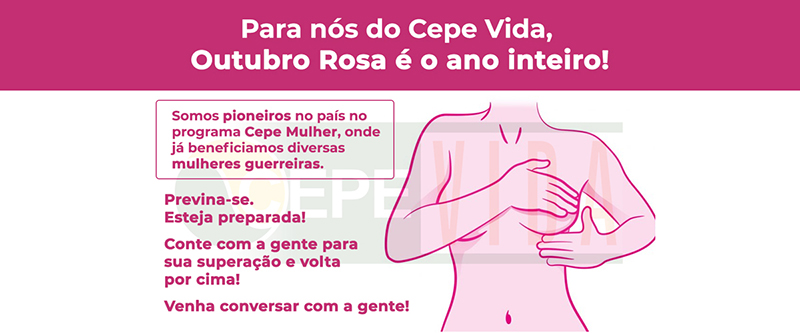 Para nós do Cepe Vida,
Outubro Rosa é o ano inteiro!
Somos pioneiros no país no
programa Cepe Mulher, onde
já beneficiamos diversas
mulheres guerreiras.
Previna-se.
Esteja preparada!
Conte com a gente para
sua superação e volta
por cima!
Venha conversar com a gente!
CEPE VIDA